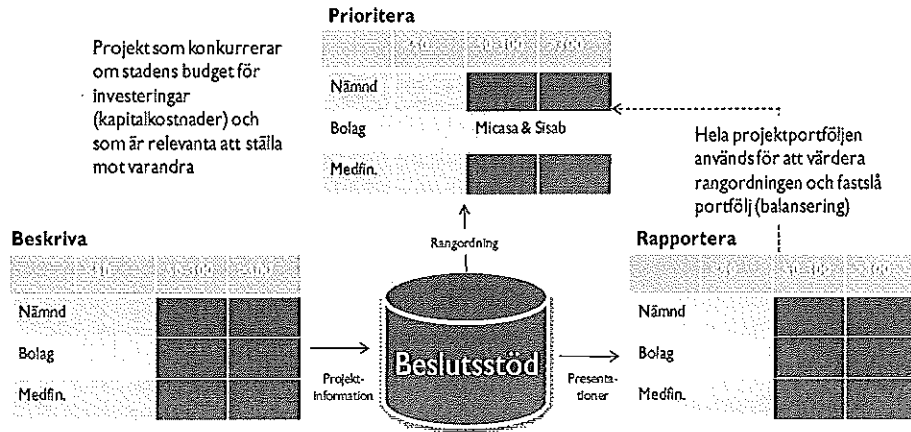 Prioritera
Projekt som konkurrerar
om stadens budget för
investeringar
(kapitalkostnader) och
som är relevanta att ställa
mot varandra
Nämnd
Bolag Micasa & Sisab
Medfin.
Hela projektportföljen
används för att värdera
rangordningen och fastslå
portfölj (balansering)
Beskriva
Nämnd
Bolag
Medfin.
Rangordning
Projekt-
information
Beslutsstöd
Presenta-
tioner
Rapportera
Nämnd
Bolag
Medfin.